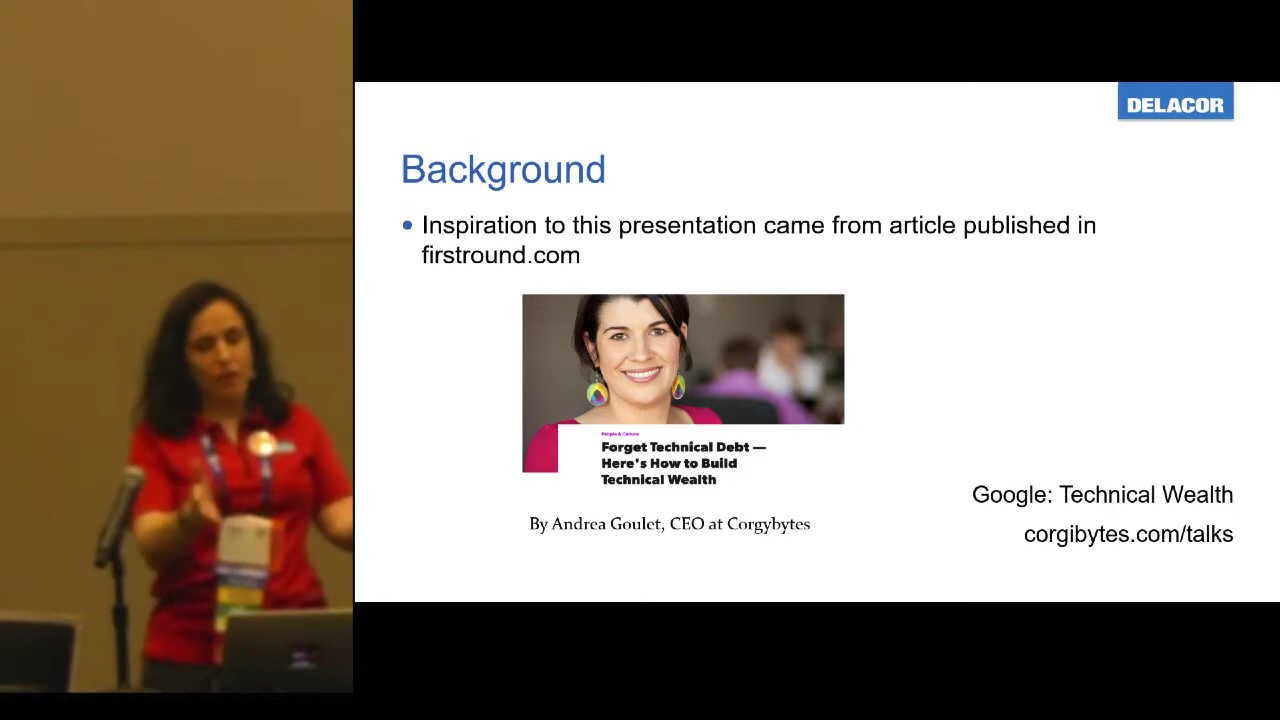 DELACOR
Background
• Inspiration to this presentation came from article published in
firstround.com
People & Culture
Forget Technical Debt —
Here's How to Build
Technical Wealth
By Andrea Goulet, CEO at Corgybytes
Google: Technical Wealth
corgibytes.com/talks